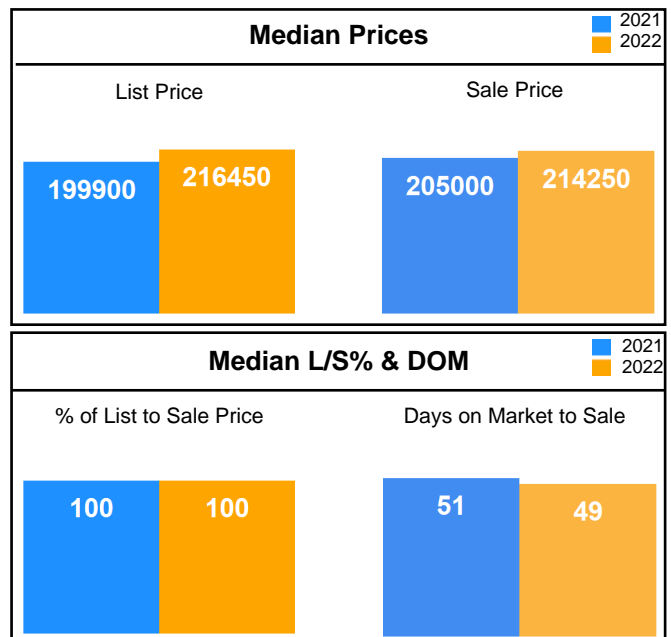 Median Prices
2021
2022
List Price
Sale Price
199900
216450
205000
214250
Median L/S% & DOM
2021
2022
% of List to Sale Price
Days on Market to Sale
100
100
51
49